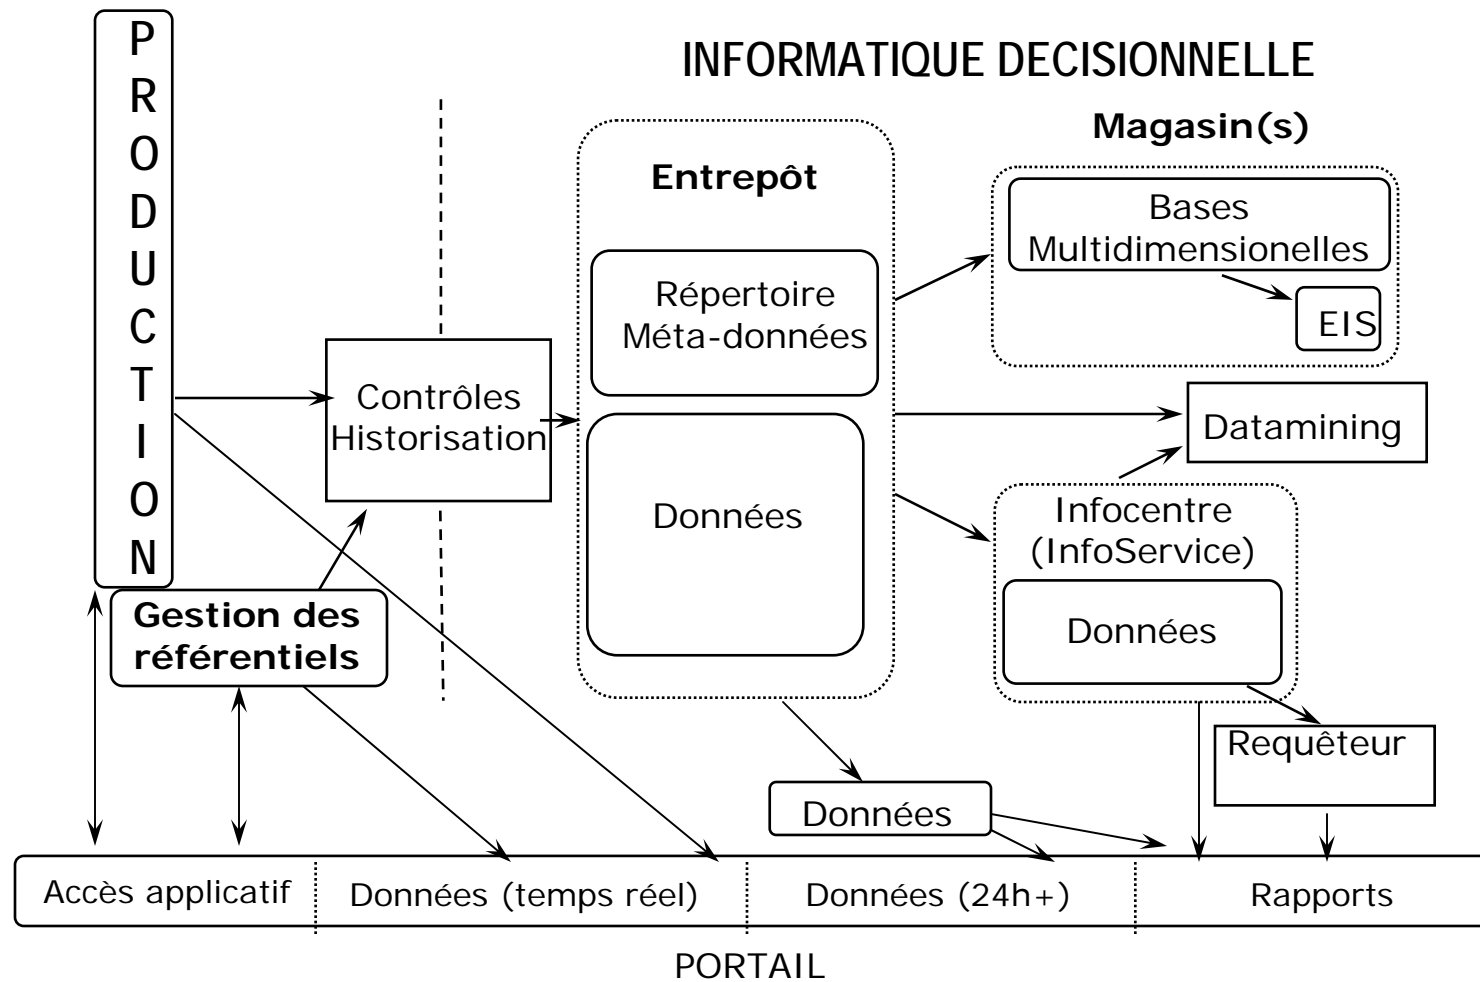 P
R
O
D
U
C
T
I
O
N
INFORMATIQUE DECISIONNELLE
Magasin(s)
Entrepôt
Bases
Multidimensionelles
EIS
Répertoire
Méta-données
Contrôles
Historisation
Datamining
Données
Infocentre
(InfoService)
Données
Gestion des
référentiels
Requêteur
Données
Accès applicatif
Données (temps réel)
Données (24h+)
Rapports
PORTAIL